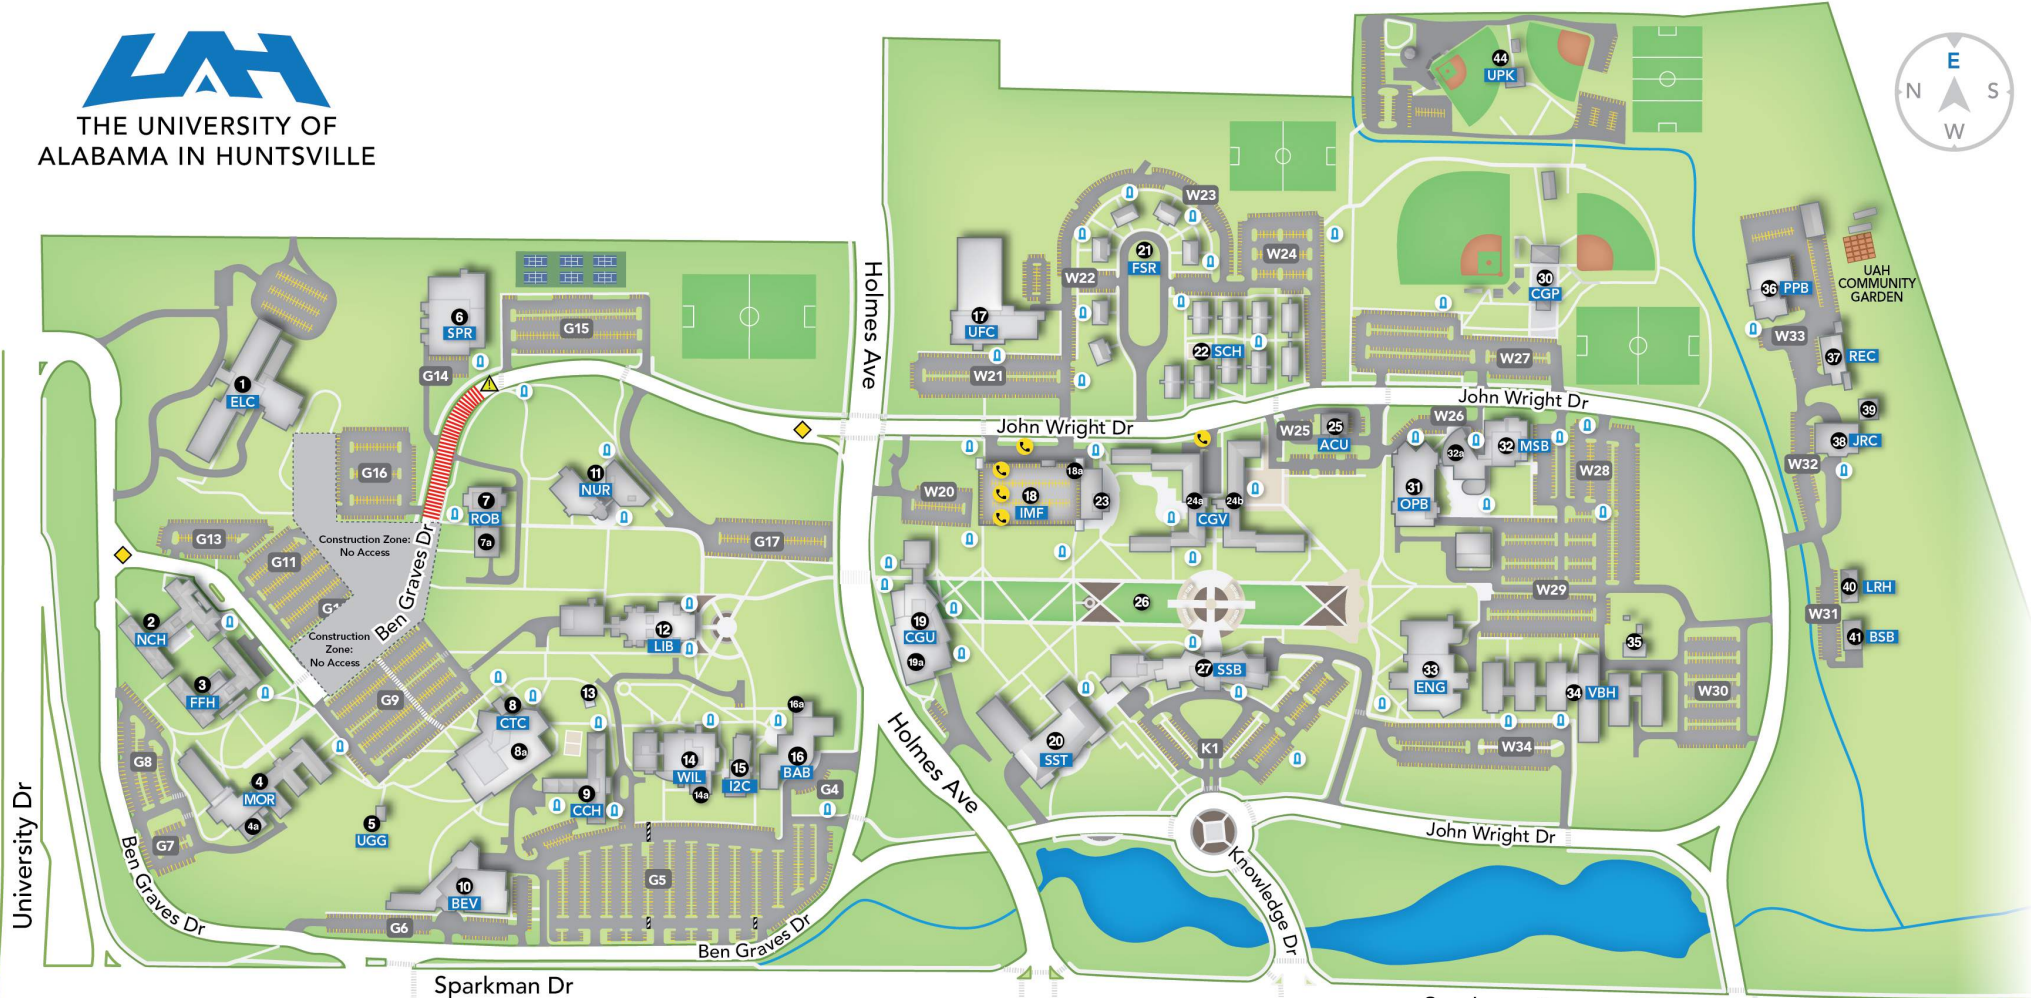 UAH
THE UNIVERSITY OF
ALABAMA IN HUNTSVILLE
E
N
S
W
44
UPK
W23
21
FSR
W24
W22
17
UFC
22 SCH
W21
30
CGP
W27
36 PPB
UAH
COMMUNITY
GARDEN
W33
37 REC
39
38 JRC
W32
Holmes Ave
John Wright Dr
John Wright Dr
6
SPR
G15
G14
1
ELC
G16
11
NUR
7
ROB
7a
G17
G13
G11
Construction Zone:
No Access
Ben Graves Dr
Construction
Zone:
No Access
2
NCH
3
FFH
12
LIB
W20
18a
18
IMF
23
24a
24b
CGV
W25
25
ACU
W26
32a
32 MSB
31
OPB
W28
W29
26
19
CGU
19a
27 SSB
33
ENG
34 VBH
35
W30
40 LRH
W31
41 BSB
G9
8
CTC
8a
13
16a
14
WIL
14a
15
I2C
16
BAB
G4
9
CCH
G8
4
MOR
4a
5
UGG
G7
10
BEV
G5
G6
20
SST
K1
W34
Holmes Ave
John Wright Dr
Knowledge Dr
University Dr
Ben Graves Dr
Ben Graves Dr
Sparkman Dr